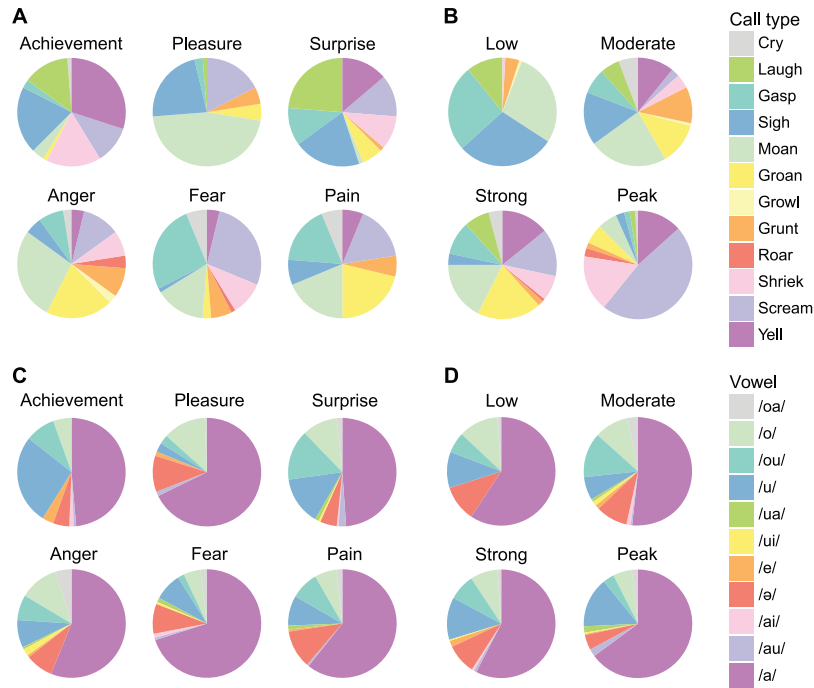 A
Achievement
Pleasure
Surprise
Anger
Fear
Pain
B
Low
Moderate
Strong
Peak
Call type
Cry
Laugh
Gasp
Sigh
Moan
Groan
Growl
Grunt
Roar
Shriek
Scream
Yell
C
Achievement
Pleasure
Surprise
Anger
Fear
Pain
D
Low
Moderate
Strong
Peak
Vowel
/oa/
/o/
/ou/
/u/
/ua/
/ui/
/e/
/ə/
/ai/
/au/
/a/